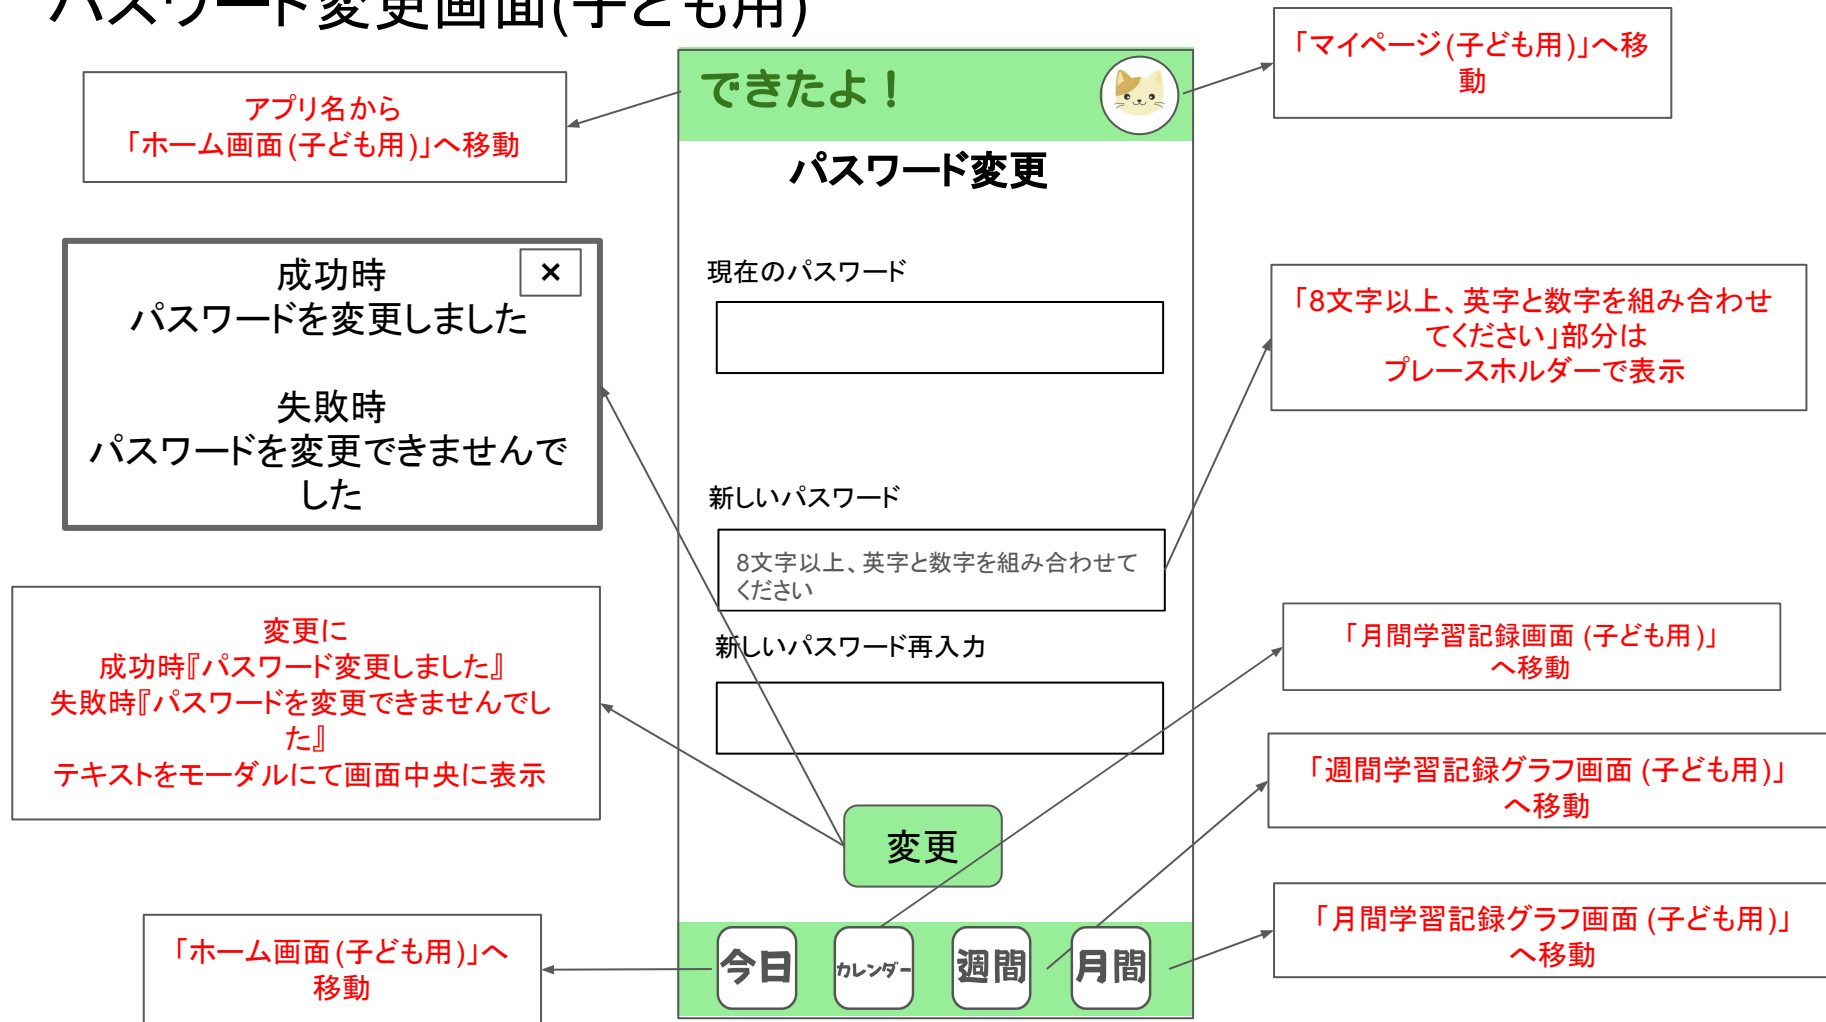 パスワード変更画面(子ども用)
アプリ名から
「ホーム画面(子ども用)」へ移動
できたよ！
「マイページ(子ども用)」へ移
動
パスワード変更
成功時
×
パスワードを変更しました
失敗時
パスワードを変更できませんで
した
現在のパスワード
「8文字以上、英字と数字を組み合わせ
てください」部分は
プレースホルダーで表示
新しいパスワード
8文字以上、英字と数字を組み合わせて
ください
変更に
成功時『パスワード変更しました』
失敗時『パスワードを変更できませんでし
た』
テキストをモーダルにて画面中央に表示
新しいパスワード再入力
「月間学習記録画面 (子ども用)」
へ移動
「週間学習記録グラフ画面 (子ども用)」
へ移動
変更
「月間学習記録グラフ画面 (子ども用)」
へ移動
「ホーム画面(子ども用)」へ
移動
今日
カレンダー
週間
月間